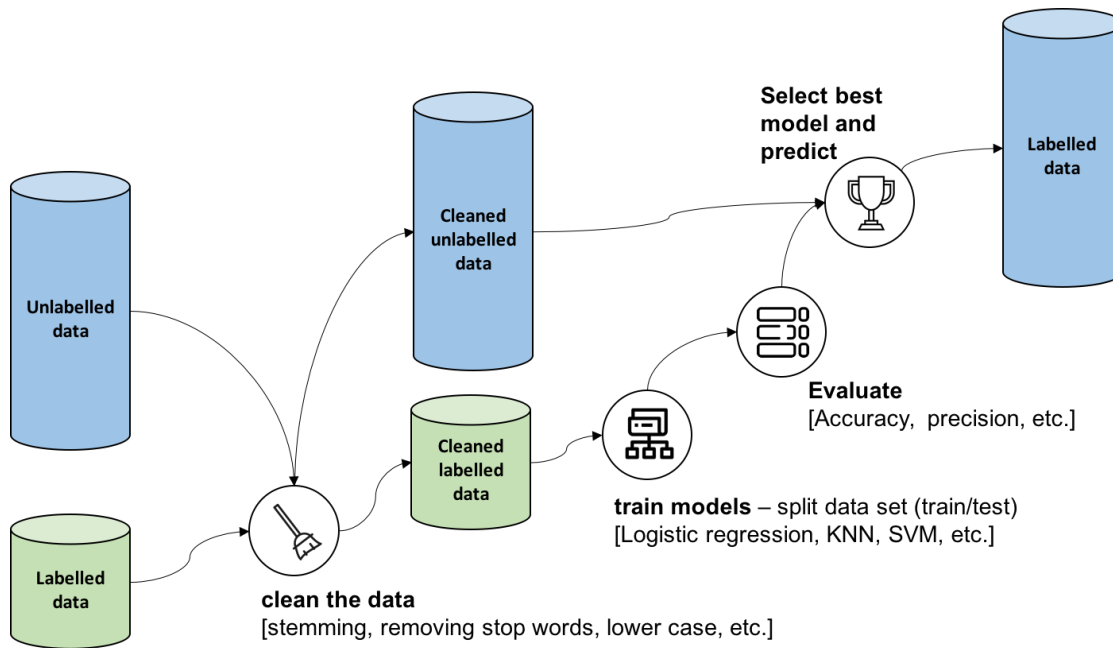 Unlabelled
data
Labelled
data
clean the data
[stemming, removing stop words, lower case, etc.]
Cleaned
unlabelled
data
Cleaned
labelled
data
train models – split data set (train/test)
[Logistic regression, KNN, SVM, etc.]
Evaluate
[Accuracy,  precision, etc.]
Select best
model and
predict
Labelled
data